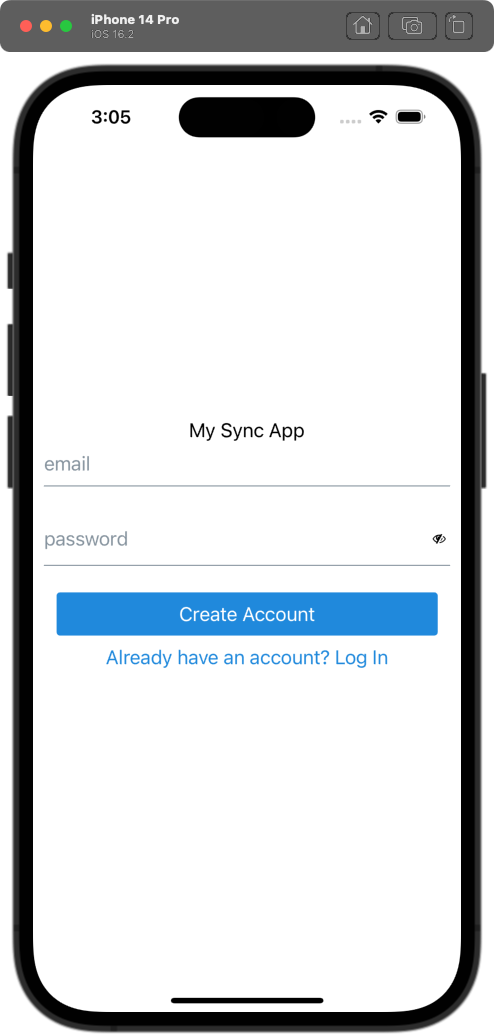 iPhone 14 Pro
iOS 16.2
3:05
My Sync App
email
password
Create Account
Already have an account? Log In